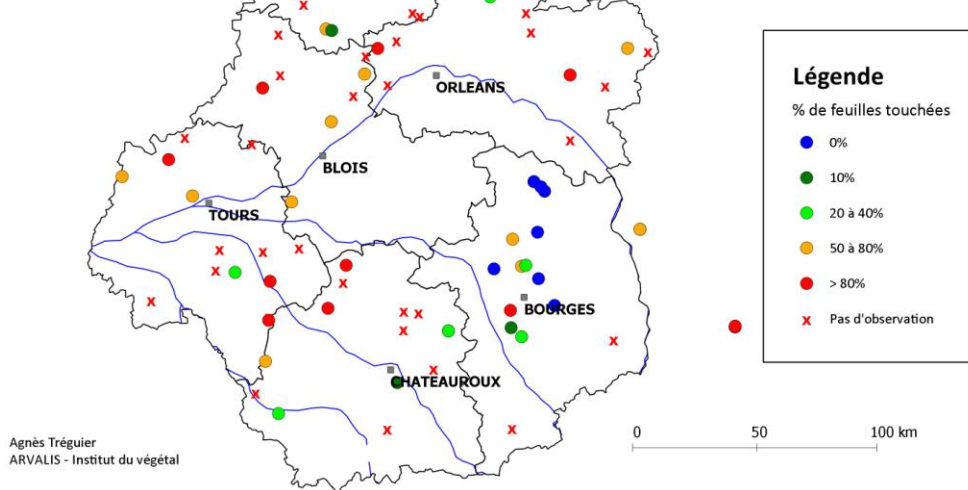 ORLEANS
BLOIS
TOURS
BOURGES
CHATEAUROUX
Légende
% de feuilles touchées
0%
10%
20 à 40%
50 à 80%
> 80%
x Pas d'observation
0 50 100 km
Agnès Tréguier
ARVALIS - Institut du végétal